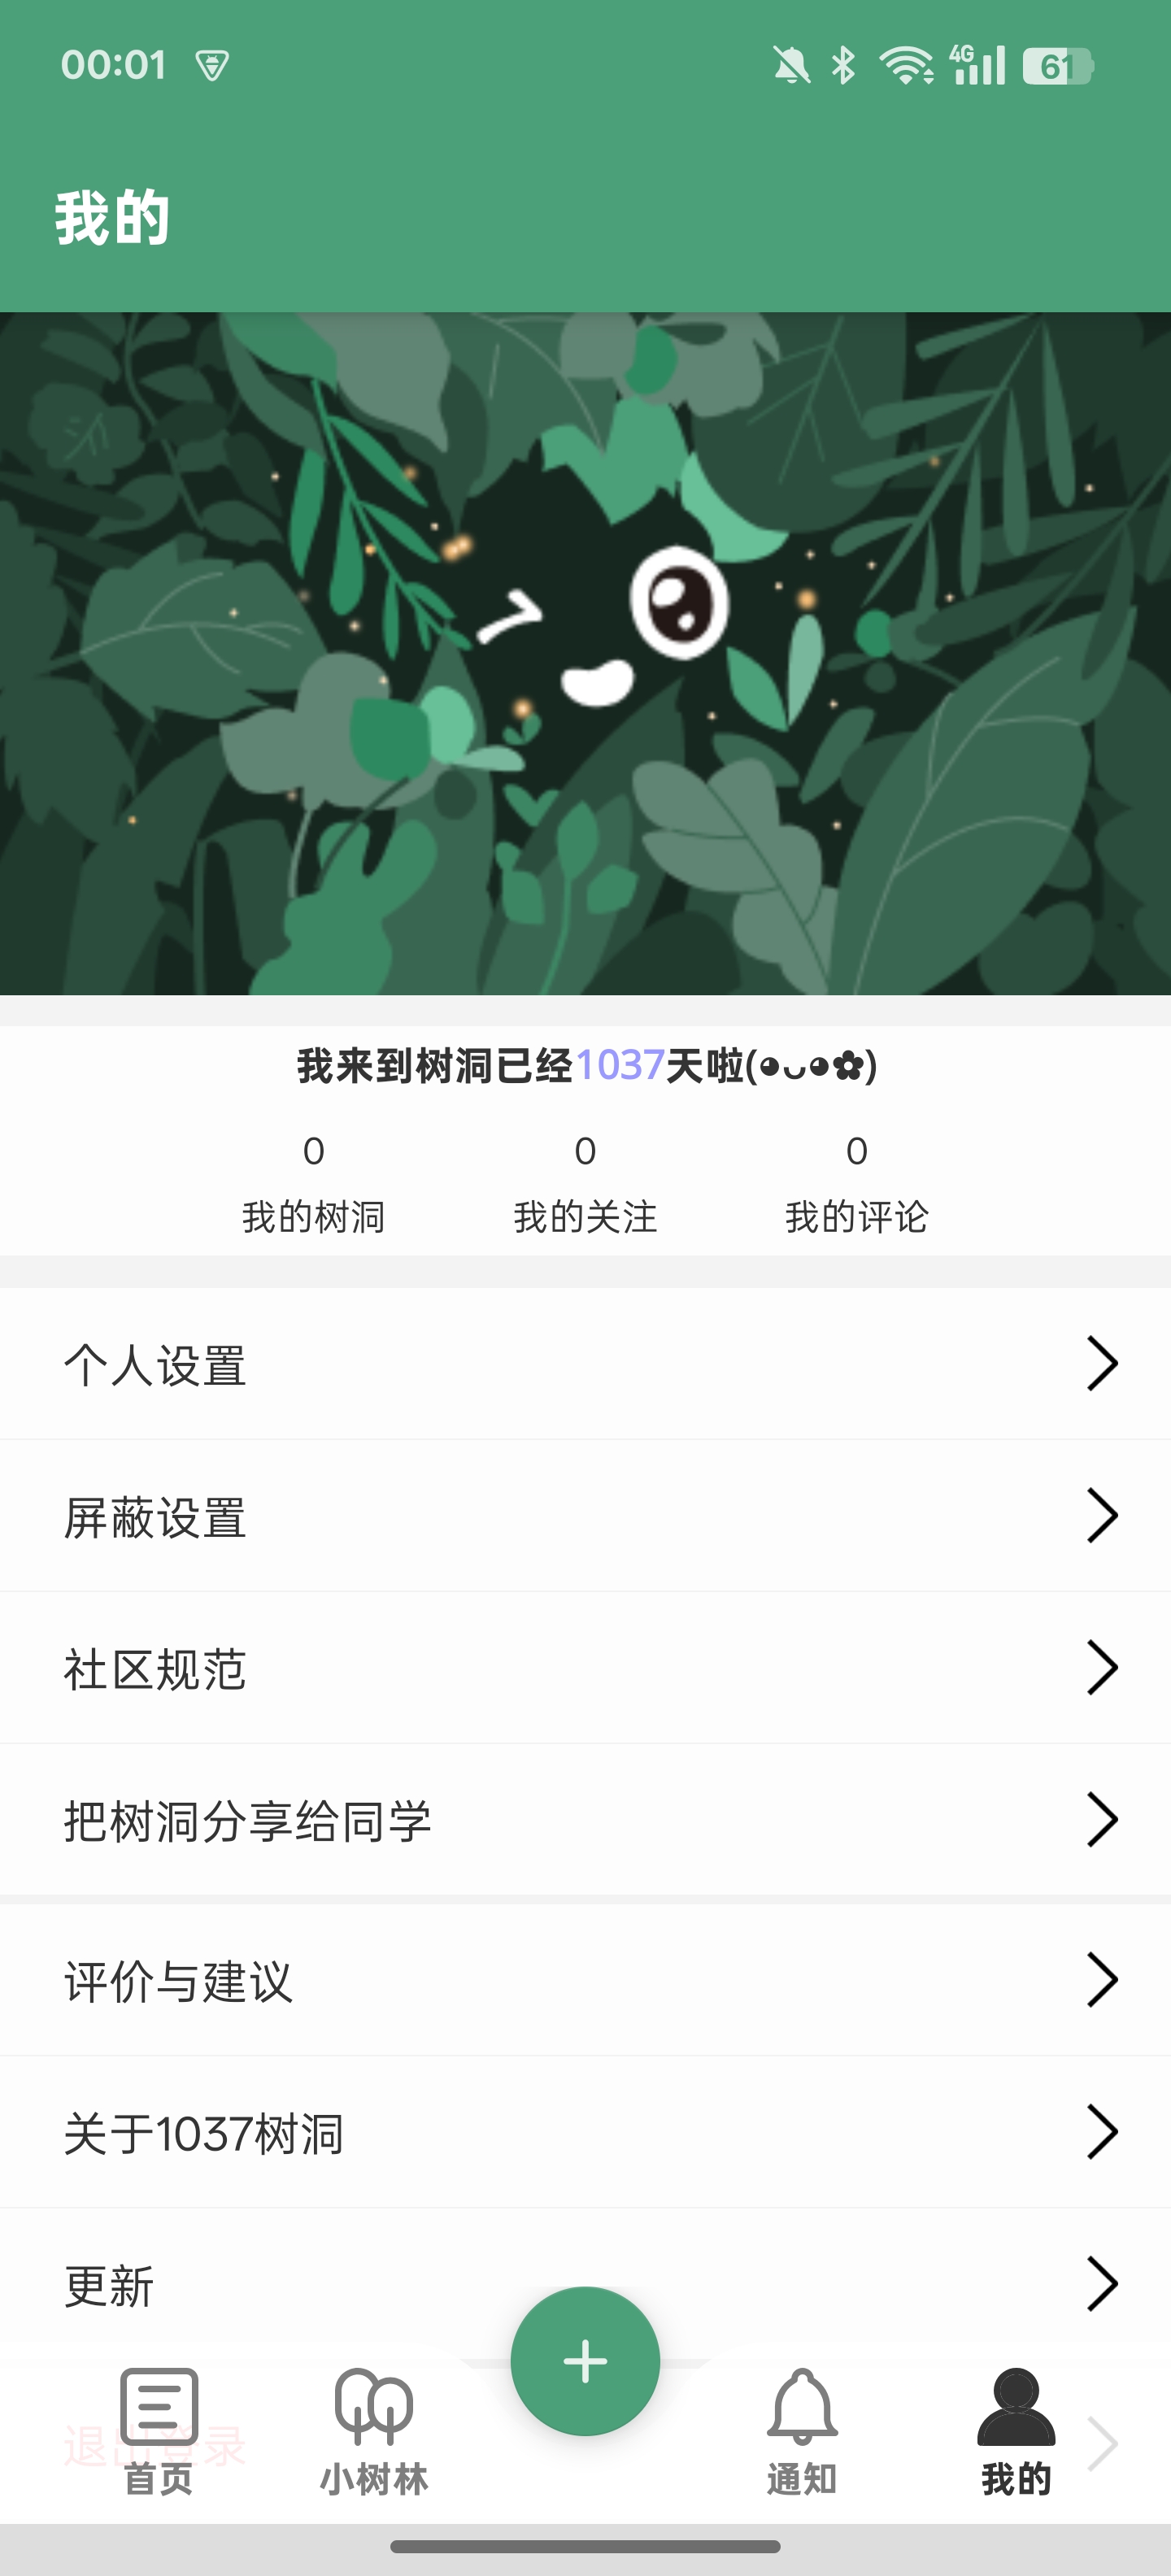 00:01 4G 61
我的
我来到树洞已经1037天啦(◕ᴗ◕✿)
0 0 0
我的树洞 我的关注 我的评论
个人设置
屏蔽设置
社区规范
把树洞分享给同学
评价与建议
关于1037树洞
更新
退出登录
首页 小树林 通知 我的